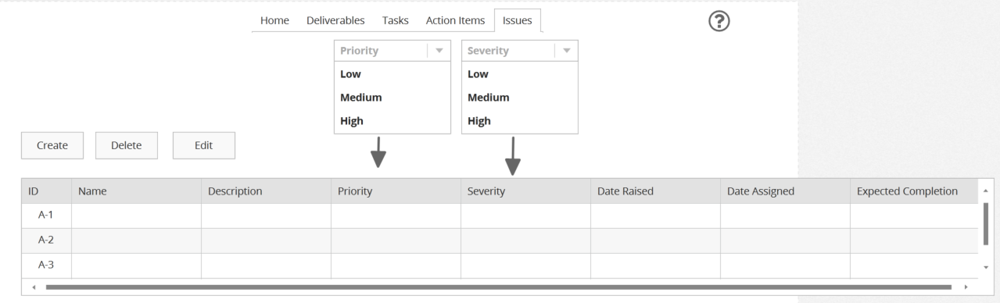 Home Deliverables Tasks Action Items Issues ?
Priority Severity
Low Low
Medium Medium
High High
Create Delete Edit
ID Name Description Priority Severity Date Raised Date Assigned Expected Completion
A-1
A-2
A-3